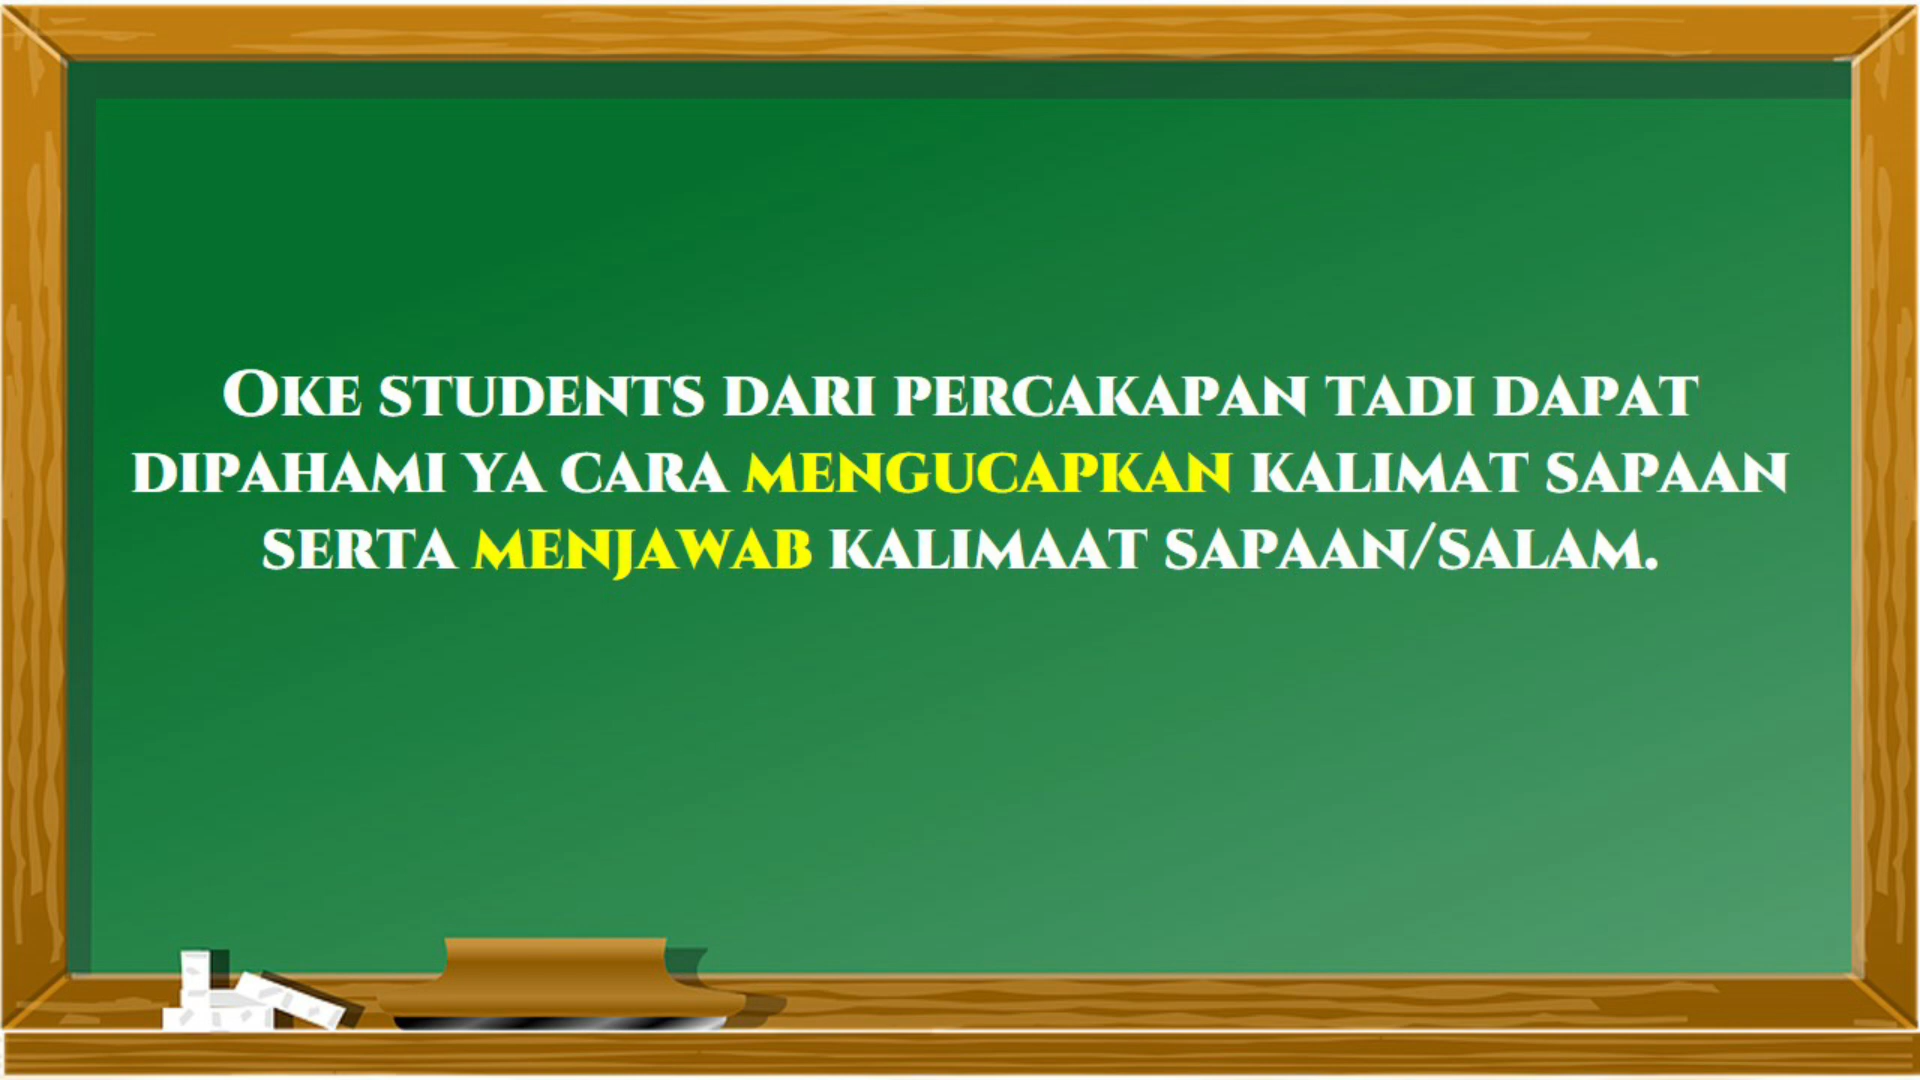 Oke students dari percakapan tadi dapat
dipahami ya cara mengucapkan kalimat sapaan
serta menjawab kalimaat sapaan/salam.